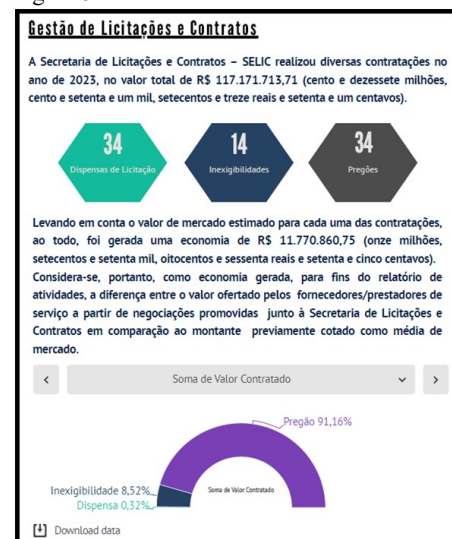 Gestão de Licitações e Contratos
A Secretaria de Licitações e Contratos – SELIC realizou diversas contratações no
ano de 2023, no valor total de R$ 117.171.713,71 (cento e dezessete milhões,
cento e setenta e um mil, setecentos e treze reais e setenta e um centavos).
34
Dispensas de Licitação
14
Inexigibilidades
34
Pregões
Levando em conta o valor de mercado estimado para cada uma das contratações,
ao todo, foi gerada uma economia de R$ 11.770.860,75 (onze milhões,
setecentos e setenta mil, oitocentos e sessenta reais e setenta e cinco centavos).
Considera-se, portanto, como economia gerada, para fins do relatório de
atividades, a diferença entre o valor ofertado pelos fornecedores/prestadores de
serviço a partir de negociações promovidas junto à Secretaria de Licitações e
Contratos em comparação ao montante previamente cotado como média de
mercado.
Soma de Valor Contratado
Pregão 91,16%
Inexigibilidade 8,52%
Soma de Valor Contratado
Dispensa 0,32%
Download data